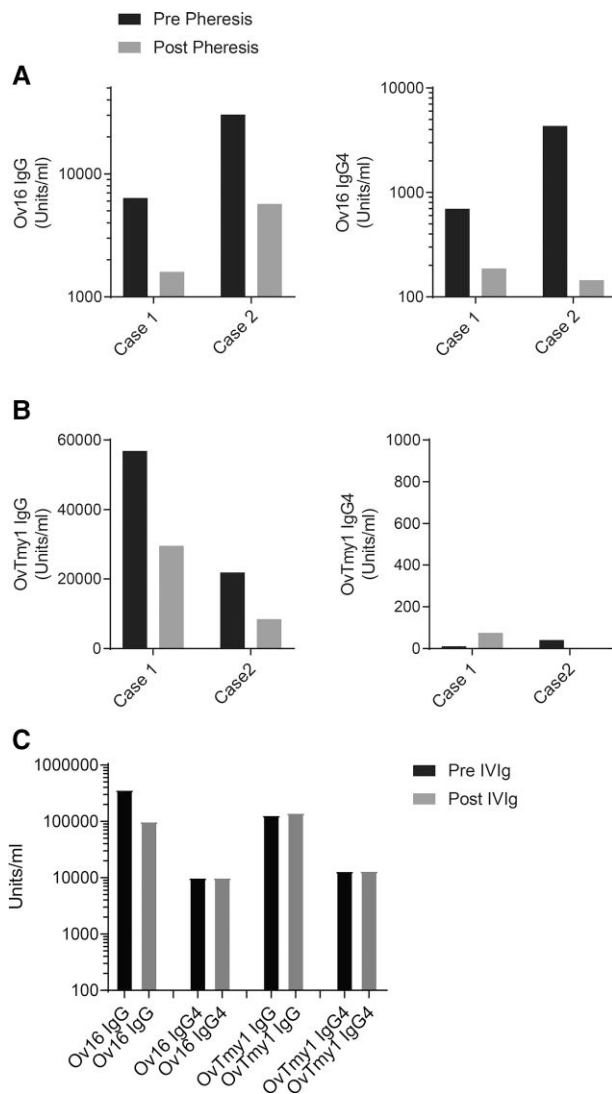 Pre Pheresis
Post Pheresis
A
Ov16 IgG
(Units/ml)
10000
1000
Case 1
Case 2
Ov16 IgG4
(Units/ml)
10000
1000
100
Case 1
Case 2
B
OvTmy1 IgG
(Units/ml)
60000
40000
20000
0
Case 1
Case2
OvTmy1 IgG4
(Units/ml)
1000
800
600
400
200
0
Case 1
Case2
C
Units/ml
1000000
100000
10000
1000
100
Ov16 IgG
Ov16 IgG
Ov16 IgG4
Ov16 IgG4
OvTmy1 IgG
OvTmy1 IgG
OvTmy1 IgG4
OvTmy1 IgG4
Pre IVIg
Post IVIg